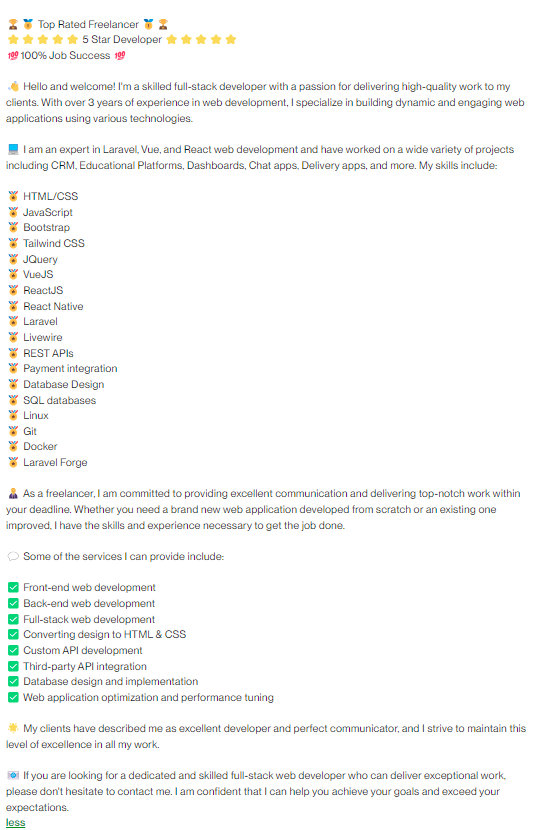 🏆 🥇 Top Rated Freelancer 🥇 🏆
⭐ ⭐ ⭐ ⭐ ⭐ 5 Star Developer ⭐ ⭐ ⭐ ⭐ ⭐
💯 100% Job Success 💯
👋 Hello and welcome! I'm a skilled full-stack developer with a passion for delivering high-quality work to my
clients. With over 3 years of experience in web development, I specialize in building dynamic and engaging web
applications using various technologies.
💻 I am an expert in Laravel, Vue, and React web development and have worked on a wide variety of projects
including CRM, Educational Platforms, Dashboards, Chat apps, Delivery apps, and more. My skills include:
🏅 HTML/CSS
🏅 JavaScript
🏅 Bootstrap
🏅 Tailwind CSS
🏅 JQuery
🏅 VueJS
🏅 ReactJS
🏅 React Native
🏅 Laravel
🏅 Livewire
🏅 REST APIs
🏅 Payment integration
🏅 Database Design
🏅 SQL databases
🏅 Linux
🏅 Git
🏅 Docker
🏅 Laravel Forge
👨‍💼 As a freelancer, I am committed to providing excellent communication and delivering top-notch work within
your deadline. Whether you need a brand new web application developed from scratch or an existing one
improved, I have the skills and experience necessary to get the job done.
💬 Some of the services I can provide include:
✅ Front-end web development
✅ Back-end web development
✅ Full-stack web development
✅ Converting design to HTML & CSS
✅ Custom API development
✅ Third-party API integration
✅ Database design and implementation
✅ Web application optimization and performance tuning
🌟 My clients have described me as excellent developer and perfect communicator, and I strive to maintain this
level of excellence in all my work.
📧 If you are looking for a dedicated and skilled full-stack web developer who can deliver exceptional work,
please don't hesitate to contact me. I am confident that I can help you achieve your goals and exceed your
expectations.
less